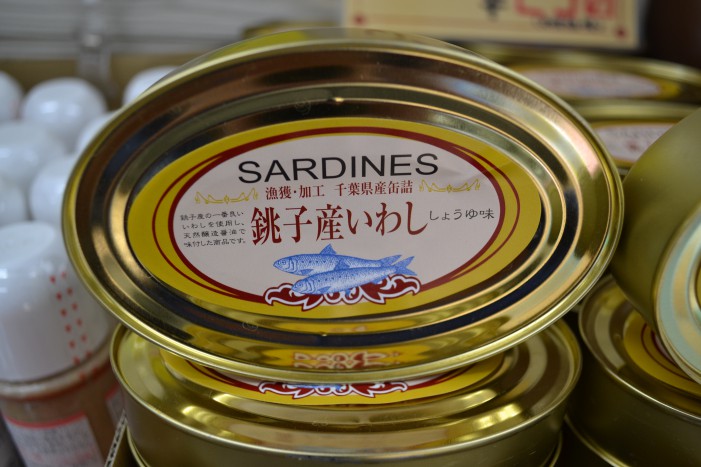 SARDINES
漁獲・加工 千葉県産缶詰
銚子産いわし しょうゆ味
銚子産の一番良い
いわしを使用し、
天然醸造醤油で
味付した商品です。